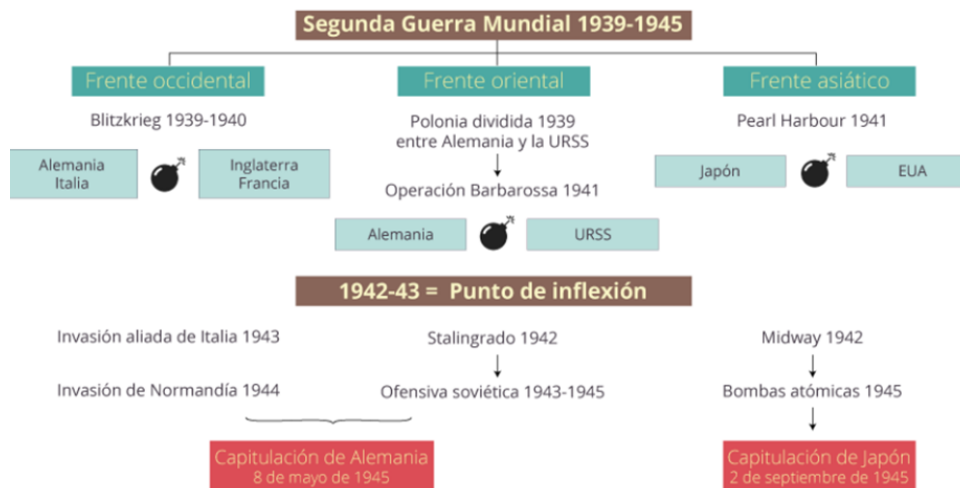 Segunda Guerra Mundial 1939-1945
Frente occidental
Frente oriental
Frente asiático
Blitzkrieg 1939-1940
Polonia dividida 1939
entre Alemania y la URSS
Pearl Harbour 1941
Alemania
Italia
Inglaterra
Francia
Japón
EUA
Operación Barbarossa 1941
Alemania
URSS
1942-43 = Punto de inflexión
Invasión aliada de Italia 1943
Stalingrado 1942
Midway 1942
Invasión de Normandía 1944
Ofensiva soviética 1943-1945
Bombas atómicas 1945
Capitulación de Alemania
8 de mayo de 1945
Capitulación de Japón
2 de septiembre de 1945